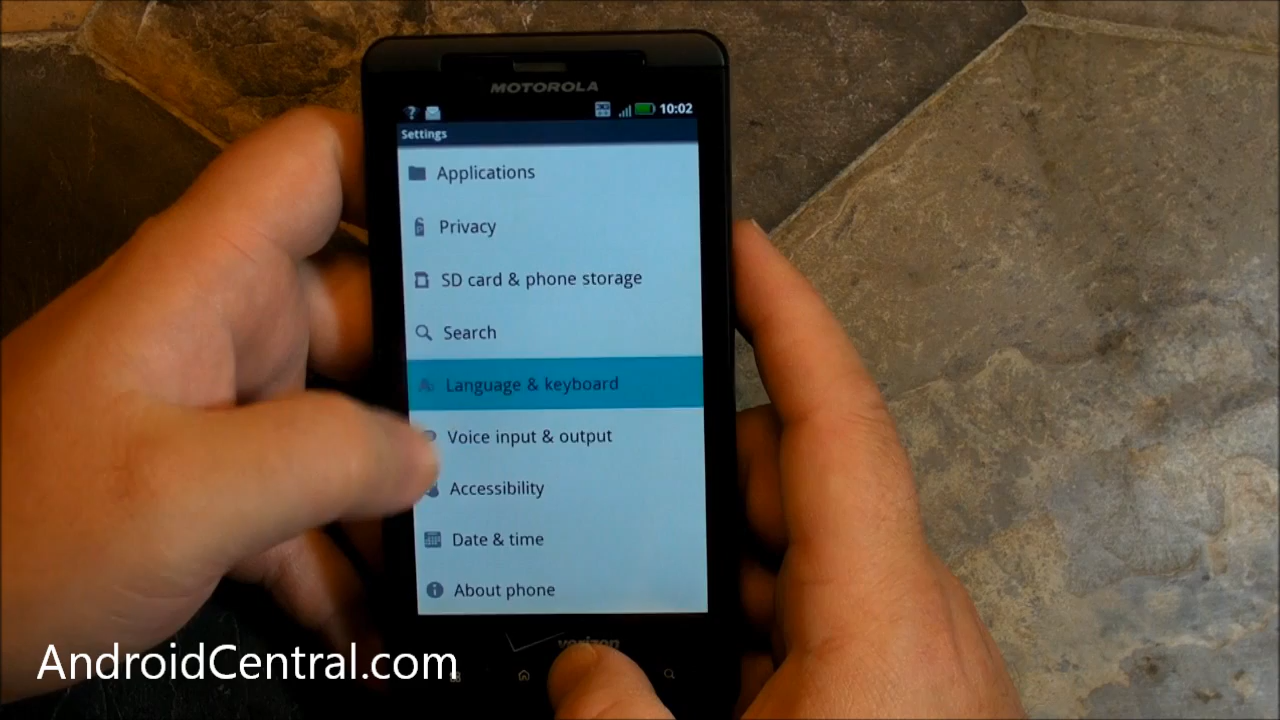 MOTOROLA
10:02
Settings
Applications
Privacy
SD card & phone storage
Search
Language & keyboard
Voice input & output
Accessibility
Date & time
About phone
verizon
AndroidCentral.com